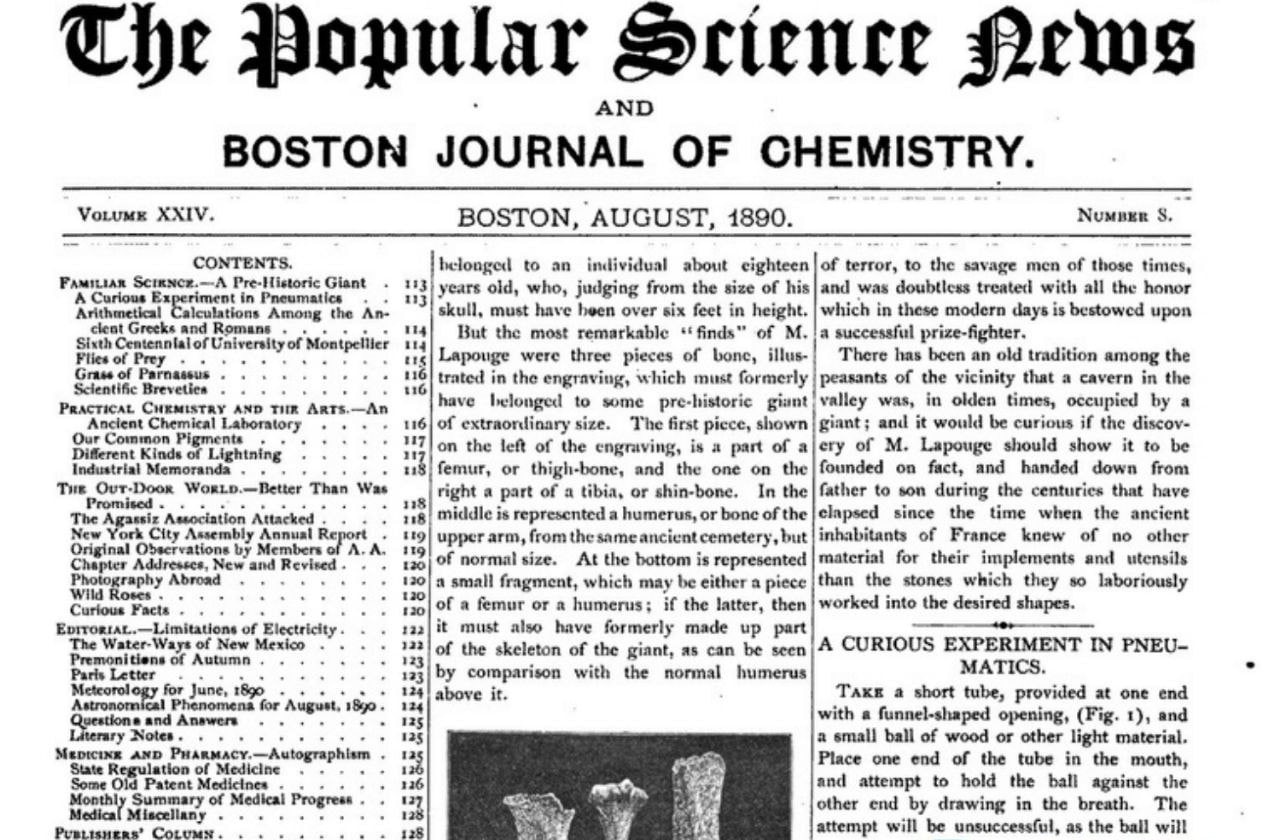 The Popular Science News
AND
BOSTON JOURNAL OF CHEMISTRY.
VOLUME XXIV.
BOSTON, AUGUST, 1890.
NUMBER 8.
CONTENTS.
FAMILIAR SCIENCE.—A Pre-Historic Giant . 113
A Curious Experiment in Pneumatics . . 113
Arithmetical Calculations Among the An-
cient Greeks and Romans . . . . . . 114
Sixth Centennial of University of Montpellier 114
Flies of Prey . . . . . . . . . . . 115
Grass of Parnassus . . . . . . . . . 116
Scientific Brevities . . . . . . . . . 116
PRACTICAL CHEMISTRY AND THE ARTS.—An
Ancient Chemical Laboratory . . . . 116
Our Common Pigments . . . . . . . 117
Different Kinds of Lightning . . . . . 117
Industrial Memoranda . . . . . . . . 118
THE OUT-DOOR WORLD.—Better Than Was
Promised . . . . . . . . . . . . 118
The Agassiz Association Attacked . . . . 118
New York City Assembly Annual Report . 119
Original Observations by Members of A. A. 119
Chapter Addresses, New and Revised . . . 120
Photography Abroad . . . . . . . . 120
Wild Roses . . . . . . . . . . . . 120
Curious Facts . . . . . . . . . . . 120
EDITORIAL.—Limitations of Electricity . . . 122
The Water-Ways of New Mexico . . . . 122
Premonitions of Autumn . . . . . . . 123
Paris Letter . . . . . . . . . . . 123
Meteorology for June, 1890 . . . . . . 124
Astronomical Phenomena for August, 1890 . 124
Questions and Answers . . . . . . . 125
Literary Notes . . . . . . . . . . . 125
MEDICINE AND PHARMACY.—Autographism . 125
State Regulation of Medicine . . . . . 126
Some Old Patent Medicines . . . . . . 126
Monthly Summary of Medical Progress . . 127
Medical Miscellany . . . . . . . . . 128
PUBLISHERS' COLUMN . . . . . . . . . 128
belonged to an individual about eighteen
years old, who, judging from the size of his
skull, must have been over six feet in height.
But the most remarkable “finds” of M.
Lapouge were three pieces of bone, illus-
trated in the engraving, which must formerly
have belonged to some pre-historic giant
of extraordinary size. The first piece, shown
on the left of the engraving, is a part of a
femur, or thigh-bone, and the one on the
right a part of a tibia, or shin-bone. In the
middle is represented a humerus, or bone of the
upper arm, from the same ancient cemetery, but
of normal size. At the bottom is represented
a small fragment, which may be either a piece
of a femur or a humerus; if the latter, then
it must also have formerly made up part
of the skeleton of the giant, as can be seen
by comparison with the normal humerus
above it.
of terror, to the savage men of those times,
and was doubtless treated with all the honor
which in these modern days is bestowed upon
a successful prize-fighter.
There has been an old tradition among the
peasants of the vicinity that a cavern in the
valley was, in olden times, occupied by a
giant; and it would be curious if the discov-
ery of M. Lapouge should show it to be
founded on fact, and handed down from
father to son during the centuries that have
elapsed since the time when the ancient
inhabitants of France knew of no other
material for their implements and utensils
than the stones which they so laboriously
worked into the desired shapes.
A CURIOUS EXPERIMENT IN PNEU-
MATICS.
TAKE a short tube, provided at one end
with a funnel-shaped opening, (Fig. 1), and
a small ball of wood or other light material.
Place one end of the tube in the mouth,
and attempt to hold the ball against the
other end by drawing in the breath. The
attempt will be unsuccessful, as the ball will